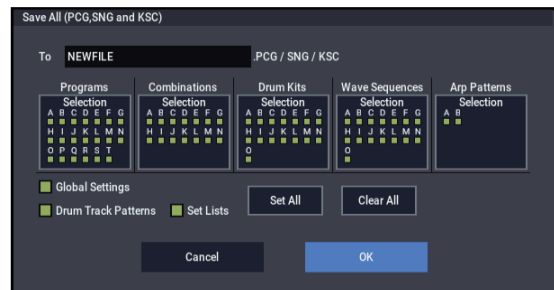 Save All (PCG,SNG and KSC)
To NEWFILE .PCG / SNG / KSC
Programs Combinations Drum Kits Wave Sequences Arp Patterns
Selection Selection Selection Selection Selection
A B C D E F G A B C D E F G A B C D E F G A B C D E F G A B
H I J K L M N H I J K L M N H I J K L M N H I J K L M N
O P Q R S T O O
Global Settings
Drum Track Patterns Set Lists Set All Clear All
Cancel OK